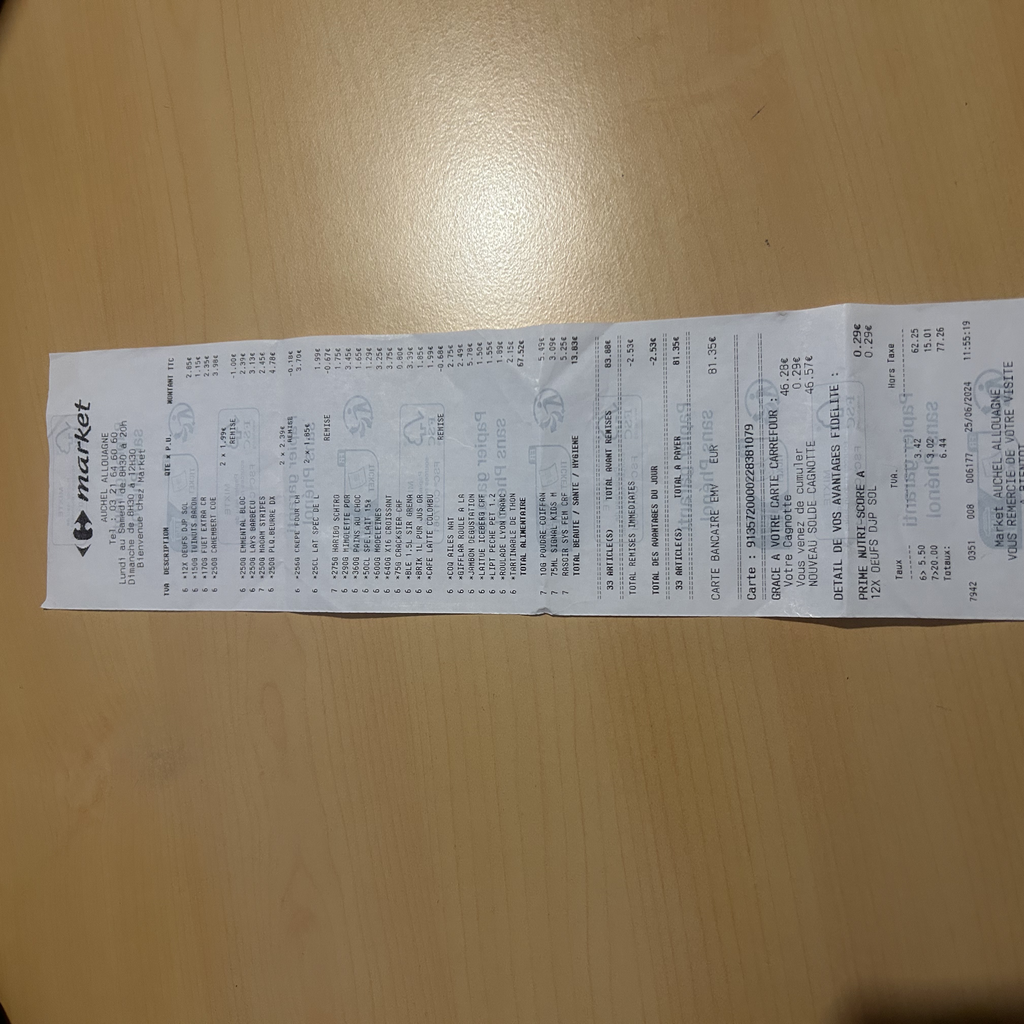 market
AUCHEL ALLOUAGNE
Tel : 03 21 64 60 60
Lundi au Samedi de 8H30 à 20h
Dimanche de 8H30 à 12H30
Bienvenue chez Market
TVA DESCRIPTION QTE x P.U. MONTANT TTC
6 *12X OEUFS DJP SOL 2.85€
6 *150G BACON 1.15€
6 *170G FUET EXTRA CR 2.35€
6 *250G CAMEMBERT COE 3.98€
2 x 1,99€
REMISE -1.00€
6 *250G EMMENTAL BLOC 2.39€
6 *250G LAYS BARBECU 3.13€
7 *250G MAOAM STRIPES 2.45€
6 *250G PLQ.BEURRE DX 4.78€
2 x 2.39€
REMISE -0.18€
6 *256G CREPE FOUR CH 3.70€
2 x 1,85€
6 *25CL LAT SPEC DE 1.99€
REMISE -0.67€
7 *275G HARIBO SCHTRO 1.75€
6 *290G MIMOLETTE PDR 3.45€
6 *360G PAINS AU CHOC 1.65€
6 *50CL SPE.LAIT 15% 1.29€
6 *600G MADELEINES 3.25€
6 *640G X16 CROISSANT 3.75€
6 *75G CRACKSTER CRF 0.80€
6 *BLE 1.5L SIR 3.39€
6 *BRIK 1L PUR JUS OR 1.85€
6 *CAFE LATTE COLOMBU 1.69€
REMISE -0.68€
6 *COQ AILES NAT 2.75€
6 *GIFFLAR ROULE A LA 2.49€
6 *JAMBON DEGUSTATION 5.78€
6 *LAITUE ICEBERG CRF 1.50€
6 *LIPT PECHE PET 1.2 1.55€
6 *ROULADE LYON.TRANC 1.89€
6 *TARTINABLE DE THON 2.15€
TOTAL ALIMENTAIRE 67.52€
7 10G POUDRE COIFFAN 5.49€
7 75ML SIGNAL KIDS M 3.09€
7 RASOIR SYS FEM CRF 5.25€
TOTAL BEAUTE / SANTE / HYGIENE 13.83€
33 ARTICLE(S) TOTAL AVANT REMISES 83.88€
TOTAL REMISES IMMEDIATES -2.53€
TOTAL DES AVANTAGES DU JOUR -2.53€
33 ARTICLE(S) TOTAL A PAYER 81.35€
CARTE BANCAIRE EMV EUR 81.35€
Carte : 9135720000228381079
GRACE A VOTRE CARTE CARREFOUR :
Votre Cagnotte 46.28€
Vous venez de cumuler 0.29€
NOUVEAU SOLDE CAGNOTTE 46.57€
DETAIL DE VOS AVANTAGES FIDELITE :
PRIME NUTRI-SCORE A 0.29€
12X OEUFS DJP SOL 0.29€
Taux TVA Hors Taxe
6> 5.50 3.42 62.25
7>20.00 3.02 15.01
Totaux: 6.44 77.26
7942 0351 008 006177 25/06/2024 11:55:19
Market AUCHEL ALLOUAGNE
VOUS REMERCIE DE VOTRE VISITE